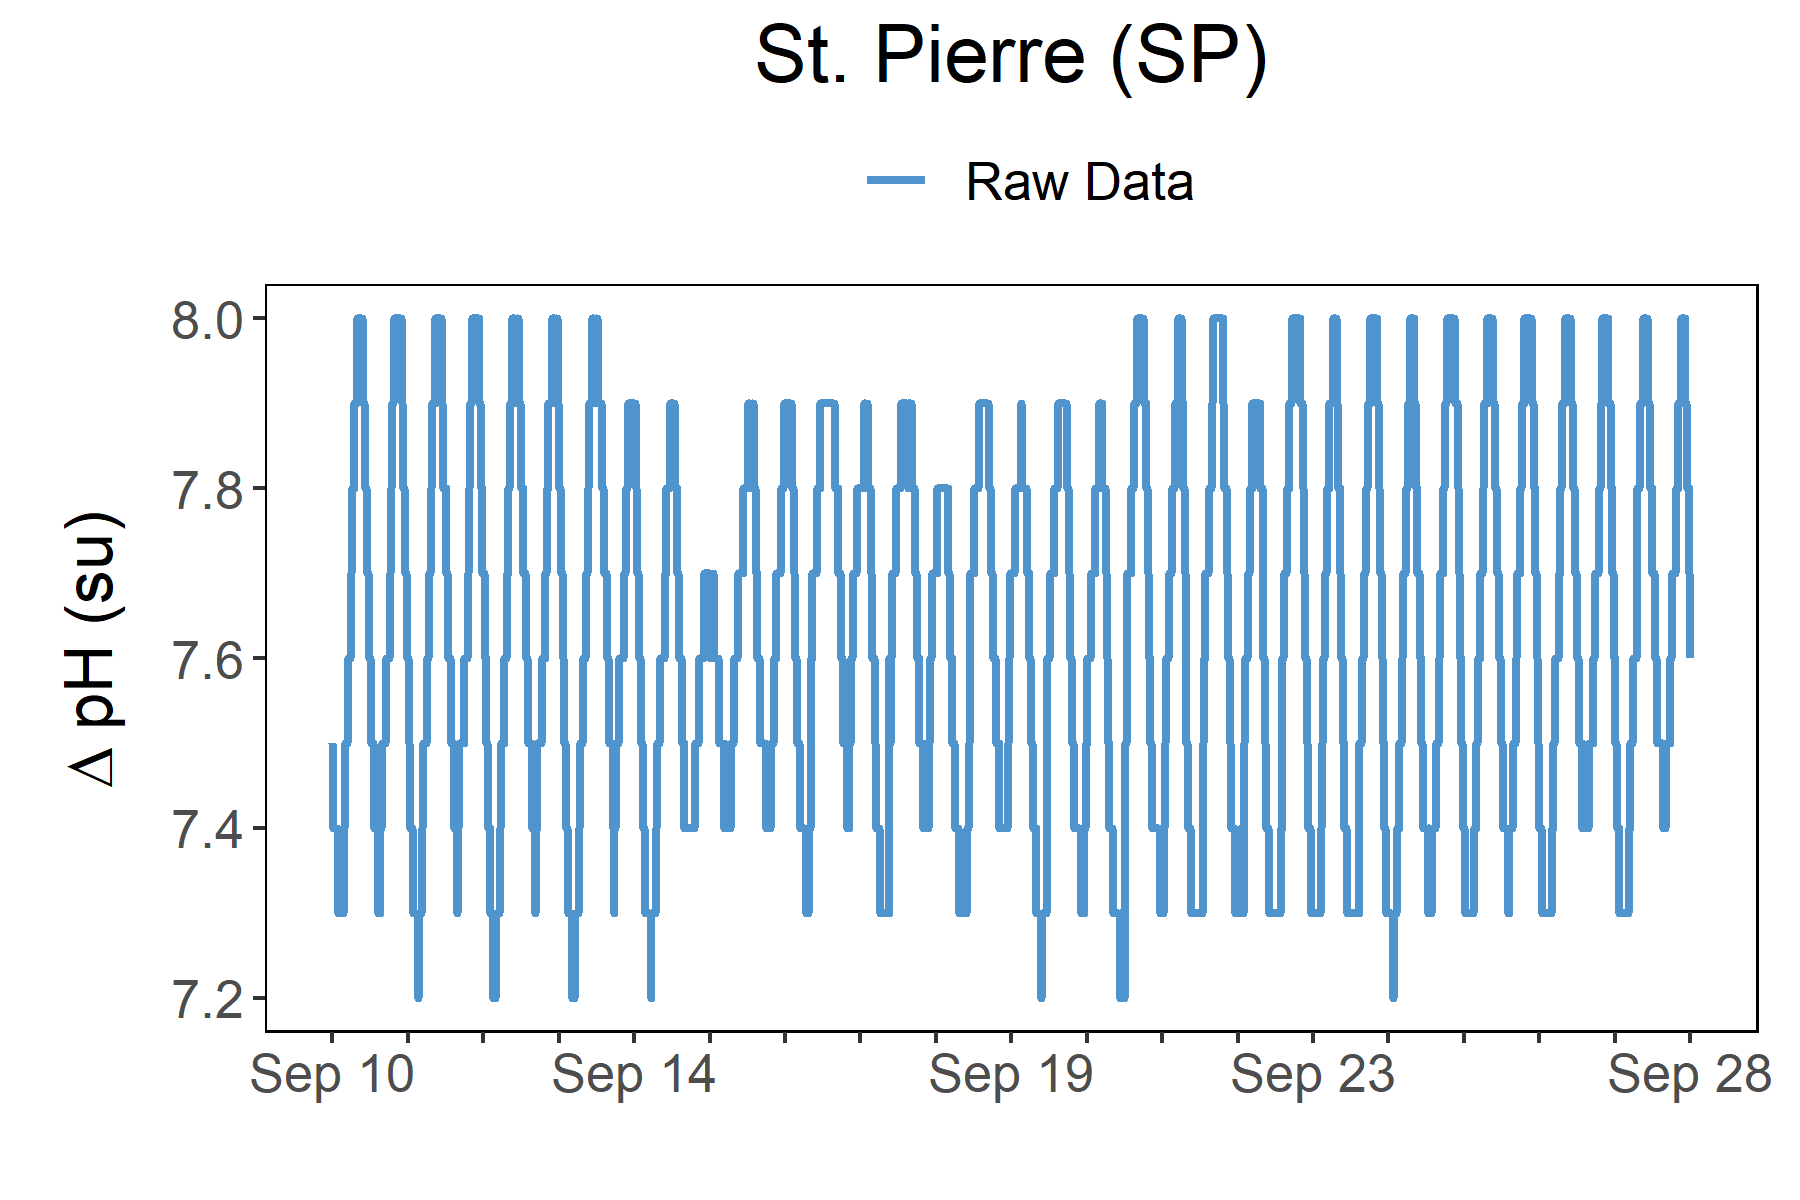 St. Pierre (SP)
Raw Data
8.0
7.8
7.6
7.4
7.2
Δ pH (su)
Sep 10 Sep 14 Sep 19 Sep 23 Sep 28